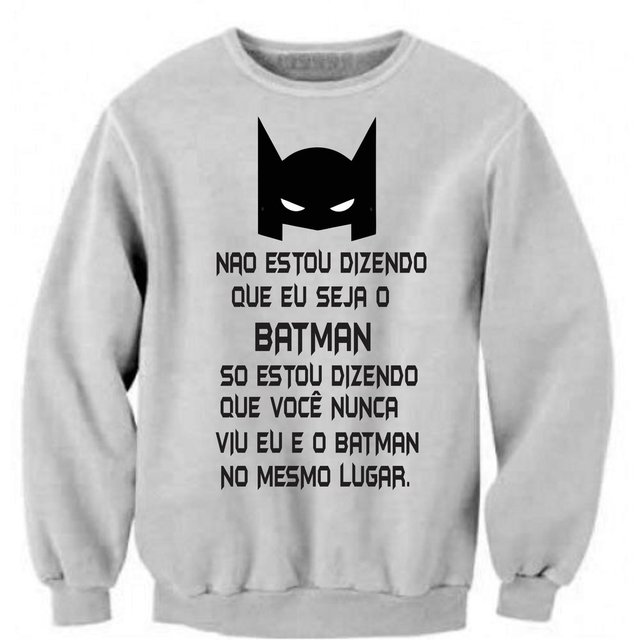 NAO ESTOU DIZENDO
QUE EU SEJA O
BATMAN
SO ESTOU DIZENDO
QUE VOCÊ NUNCA
VIU EU E O BATMAN
NO MESMO LUGAR.